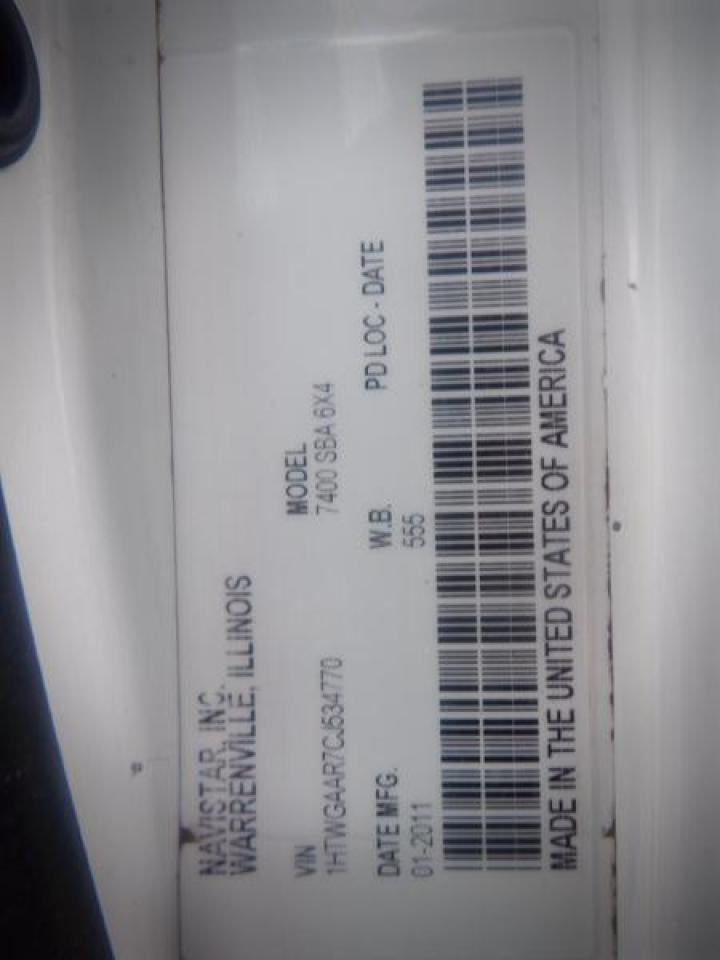 NAVISTAR, INC.
WARRENVILLE, ILLINOIS
VIN MODEL
1HTWGAAR7CJ534770 7400 SBA 6X4
DATE MFG. W.B. PD LOC - DATE
01-2011 555
MADE IN THE UNITED STATES OF AMERICA